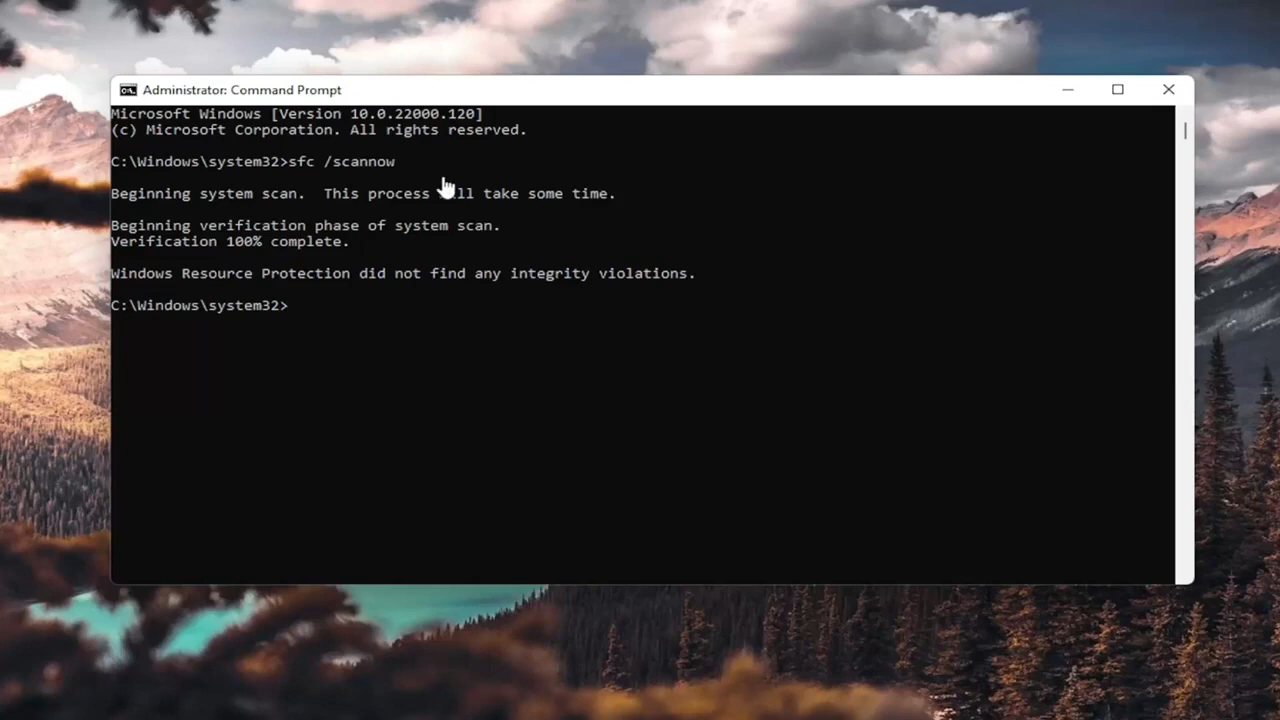 Administrator: Command Prompt
Microsoft Windows [Version 10.0.22000.120]
(c) Microsoft Corporation. All rights reserved.
C:\Windows\system32>sfc /scannow
Beginning system scan.  This process will take some time.
Beginning verification phase of system scan.
Verification 100% complete.
Windows Resource Protection did not find any integrity violations.
C:\Windows\system32>